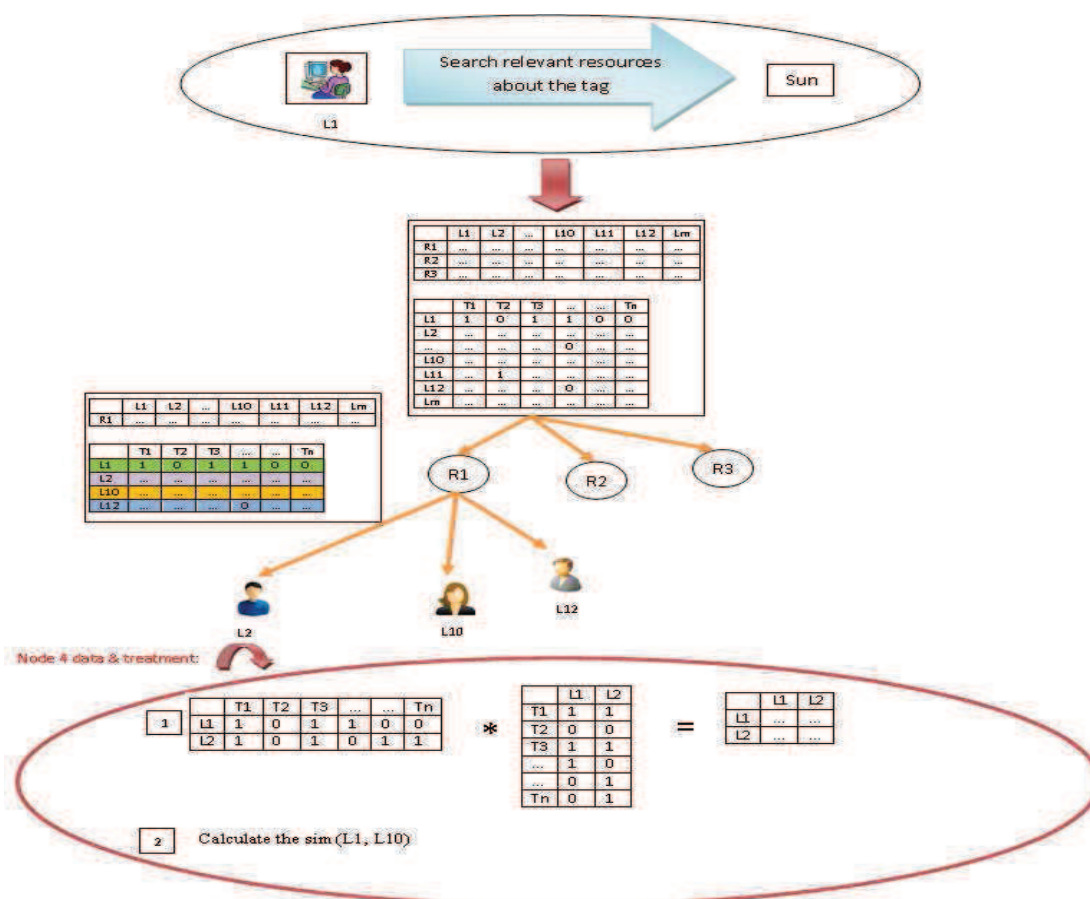 Search relevant resources
about the tag
Sun
L1
L1 L2 ... L10 L11 L12 Lm
R1 ... ... ... ... ... ... ...
R2 ... ... ... ... ... ... ...
R3 ... ... ... ... ... ... ...
T1 T2 T3 ... ... Tn
L1 1 0 1 1 0 0
L2 ... ... ... ... ... ...
... ... ... ... 0 ... ...
L10 ... ... ... ... ... ...
L11 ... 1 ... ... ... ...
L12 ... ... ... 0 ... ...
Lm ... ... ... ... ... ...
L1 L2 ... L10 L11 L12 Lm
R1 ... ... ... ... ... ... ...
T1 T2 T3 ... ... Tn
L1 1 0 1 1 0 0
L2 ... ... ... ... ... ...
L10 ... ... ... ... ... ...
L12 ... ... ... 0 ... ...
R1
R2
R3
L2
L10
L12
Node 4 data & treatment:
1
T1 T2 T3 ... ... Tn
L1 1 0 1 1 0 0
L2 1 0 1 0 1 1
*
L1 L2
T1 1 1
T2 0 0
T3 1 1
... 1 0
... 0 1
Tn 0 1
=
L1 L2
L1 ... ...
L2 ... ...
2 Calculate the sim (L1, L10)